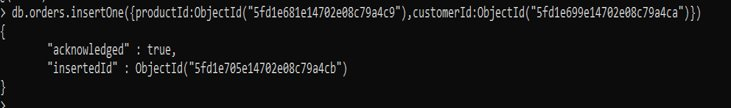 > db.orders.insertOne({productId:ObjectId("5fd1e681e14702e08c79a4c9"),customerId:ObjectId("5fd1e699e14702e08c79a4ca")})
{
        "acknowledged" : true,
        "insertedId" : ObjectId("5fd1e705e14702e08c79a4cb")
}
>